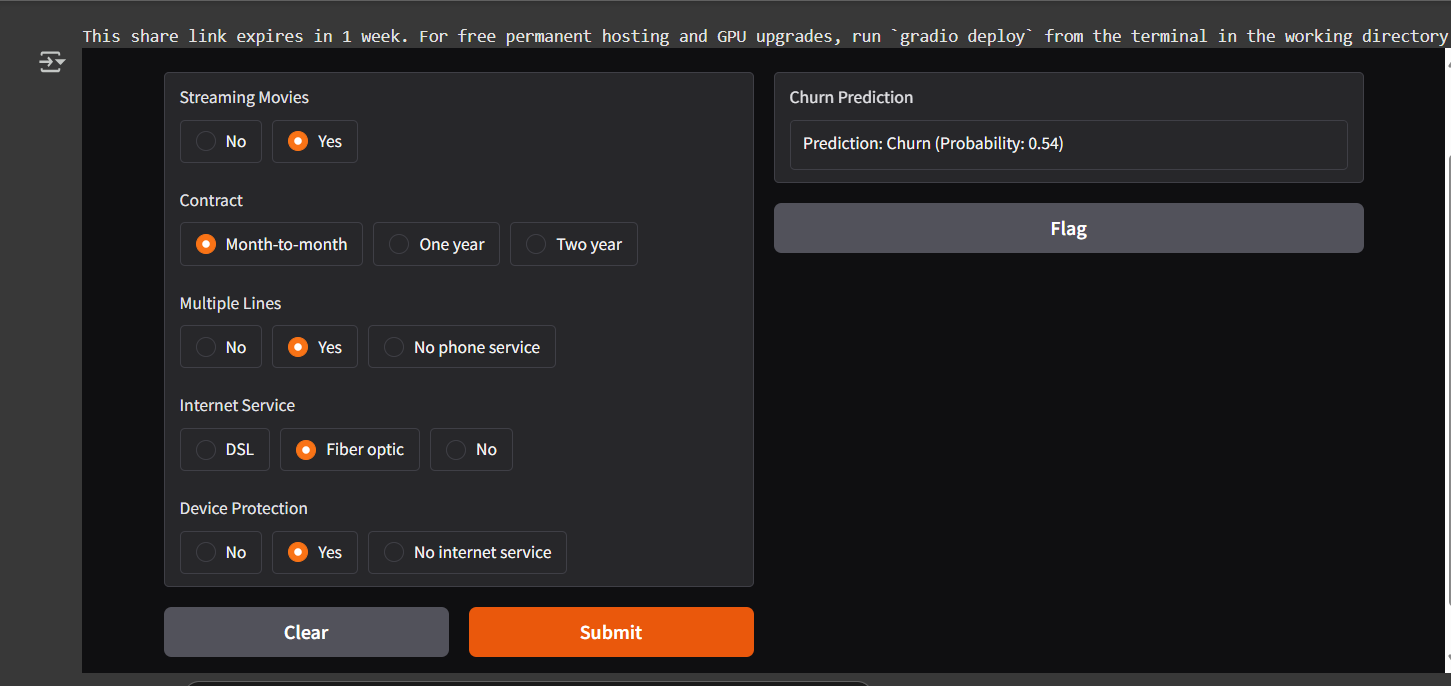 This share link expires in 1 week. For free permanent hosting and GPU upgrades, run `gradio deploy` from the terminal in the working directory
Streaming Movies
No Yes
Contract
Month-to-month One year Two year
Multiple Lines
No Yes No phone service
Internet Service
DSL Fiber optic No
Device Protection
No Yes No internet service
Clear Submit
Churn Prediction
Prediction: Churn (Probability: 0.54)
Flag